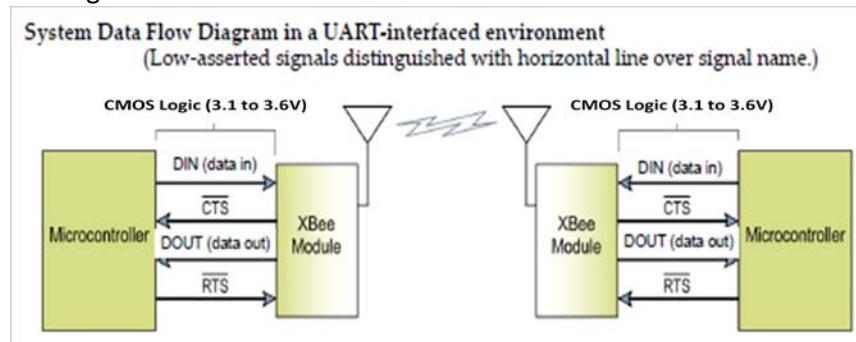 System Data Flow Diagram in a UART-interfaced environment
(Low-asserted signals distinguished with horizontal line over signal name.)
CMOS Logic (3.1 to 3.6V)
CMOS Logic (3.1 to 3.6V)
DIN (data in)
CTS
DOUT (data out)
RTS
Microcontroller
XBee
Module
XBee
Module
DIN (data in)
CTS
DOUT (data out)
RTS
Microcontroller